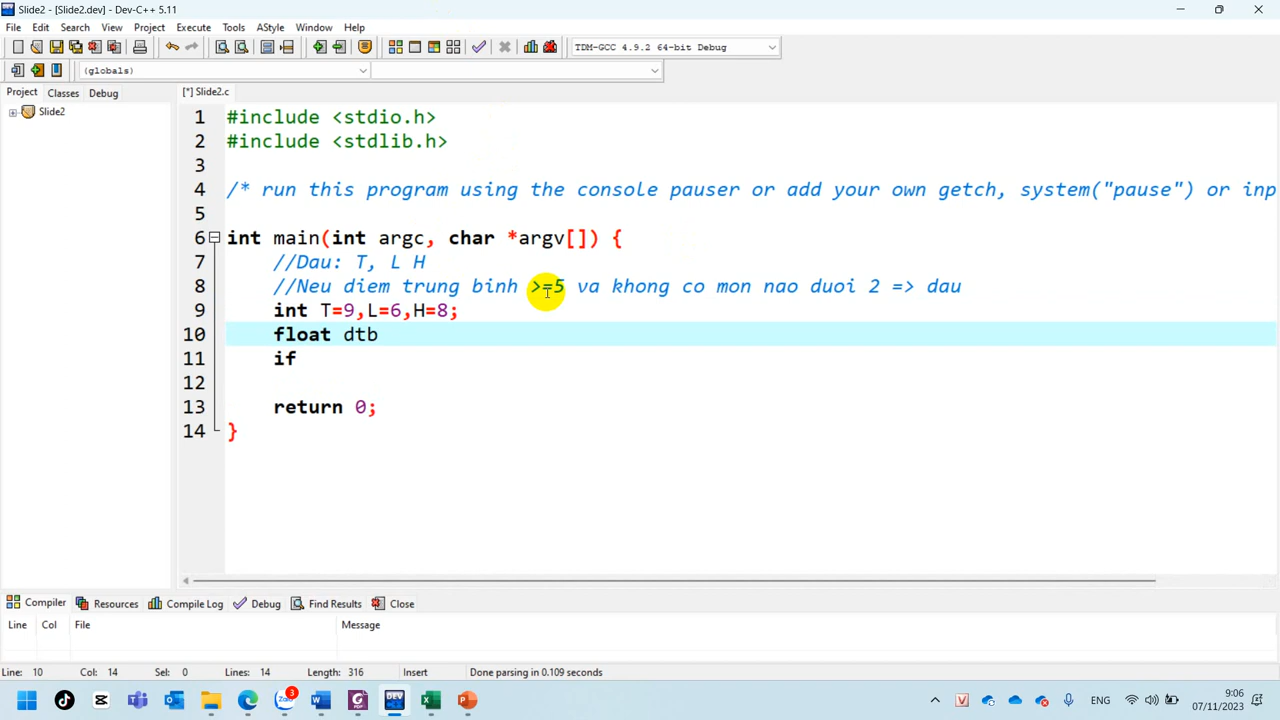 Slide2 - [Slide2.dev] - Dev-C++ 5.11
File Edit Search View Project Execute Tools AStyle Window Help
TDM-GCC 4.9.2 64-bit Debug
(globals)
Project Classes Debug
[*] Slide2.c
Slide2
1 #include <stdio.h>
2 #include <stdlib.h>
3
4 /* run this program using the console pauser or add your own getch, system("pause") or inp
5
6 int main(int argc, char *argv[]) {
7 //Dau: T, L H
8 //Neu diem trung binh >=5 va khong co mon nao duoi 2 => dau
9 int T=9,L=6,H=8;
10 float dtb
11 if
12
13 return 0;
14 }
Compiler Resources Compile Log Debug Find Results Close
Line Col File Message
Line: 10 Col: 14 Sel: 0 Lines: 14 Length: 316 Insert Done parsing in 0.109 seconds
3
DEV
ENG
9:06
07/11/2023